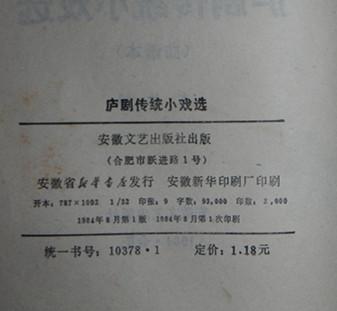 庐剧传统小戏选
安徽文艺出版社出版
(合肥市跃进路1号)
安徽省新华书店发行 安徽新华印刷厂印刷
开本:787×1092 1/32 印张:9 字数:93,000 印数:2,000
1984年8月第1版 1984年8月第1次印刷
统一书号:10378·1 定价:1.18元